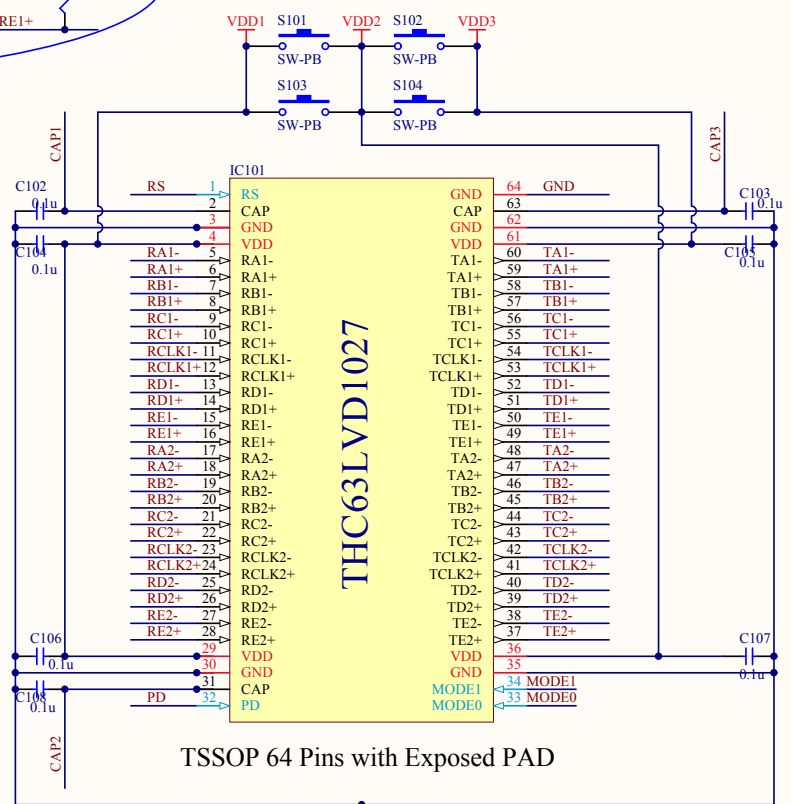 RE1+
VDD1 S101 VDD2 S102 VDD3
SW-PB SW-PB
S103 S104
SW-PB SW-PB
CAP1 CAP3
IC101
C102 0.1u
C103 0.1u
C104 0.1u
C105 0.1u
RS 1 RS GND 64 GND
2 CAP CAP 63
3 GND GND 62
4 VDD VDD 61
RA1- 5 RA1- TA1- 60 TA1-
RA1+ 6 RA1+ TA1+ 59 TA1+
RB1- 7 RB1- TB1- 58 TB1-
RB1+ 8 RB1+ TB1+ 57 TB1+
RC1- 9 RC1- TC1- 56 TC1-
RC1+ 10 RC1+ TC1+ 55 TC1+
RCLK1- 11 RCLK1- TCLK1- 54 TCLK1-
RCLK1+ 12 RCLK1+ TCLK1+ 53 TCLK1+
RD1- 13 RD1- TD1- 52 TD1-
RD1+ 14 RD1+ TD1+ 51 TD1+
RE1- 15 RE1- TE1- 50 TE1-
RE1+ 16 RE1+ TE1+ 49 TE1+
RA2- 17 RA2- TA2- 48 TA2-
RA2+ 18 RA2+ TA2+ 47 TA2+
RB2- 19 RB2- TB2- 46 TB2-
RB2+ 20 RB2+ TB2+ 45 TB2+
RC2- 21 RC2- TC2- 44 TC2-
RC2+ 22 RC2+ TC2+ 43 TC2+
RCLK2- 23 RCLK2- TCLK2- 42 TCLK2-
RCLK2+ 24 RCLK2+ TCLK2+ 41 TCLK2+
RD2- 25 RD2- TD2- 40 TD2-
RD2+ 26 RD2+ TD2+ 39 TD2+
RE2- 27 RE2- TE2- 38 TE2-
RE2+ 28 RE2+ TE2+ 37 TE2+
29 VDD VDD 36
30 GND GND 35
31 CAP MODE1 34 MODE1
PD 32 PD MODE0 33 MODE0
THC63LVD1027
C106 0.1u
C107 0.1u
C108 0.1u
CAP2
TSSOP 64 Pins with Exposed PAD